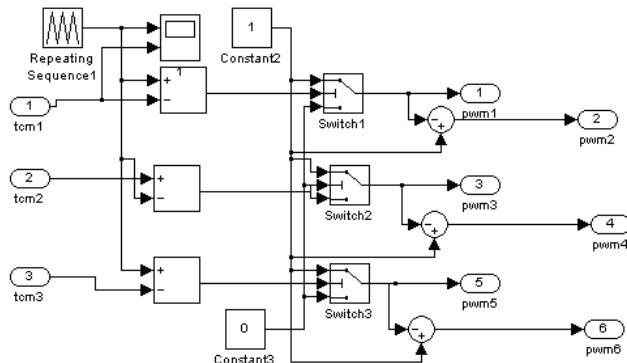 1
Repeating
Sequence1
Constant2
1
+
−
1
tcm1
Switch1
1
pwm1
−
+
2
pwm2
2
tcm2
+
−
Switch2
3
pwm3
−
+
4
pwm4
3
tcm3
+
−
Switch3
5
pwm5
−
+
6
pwm6
0
Constant3